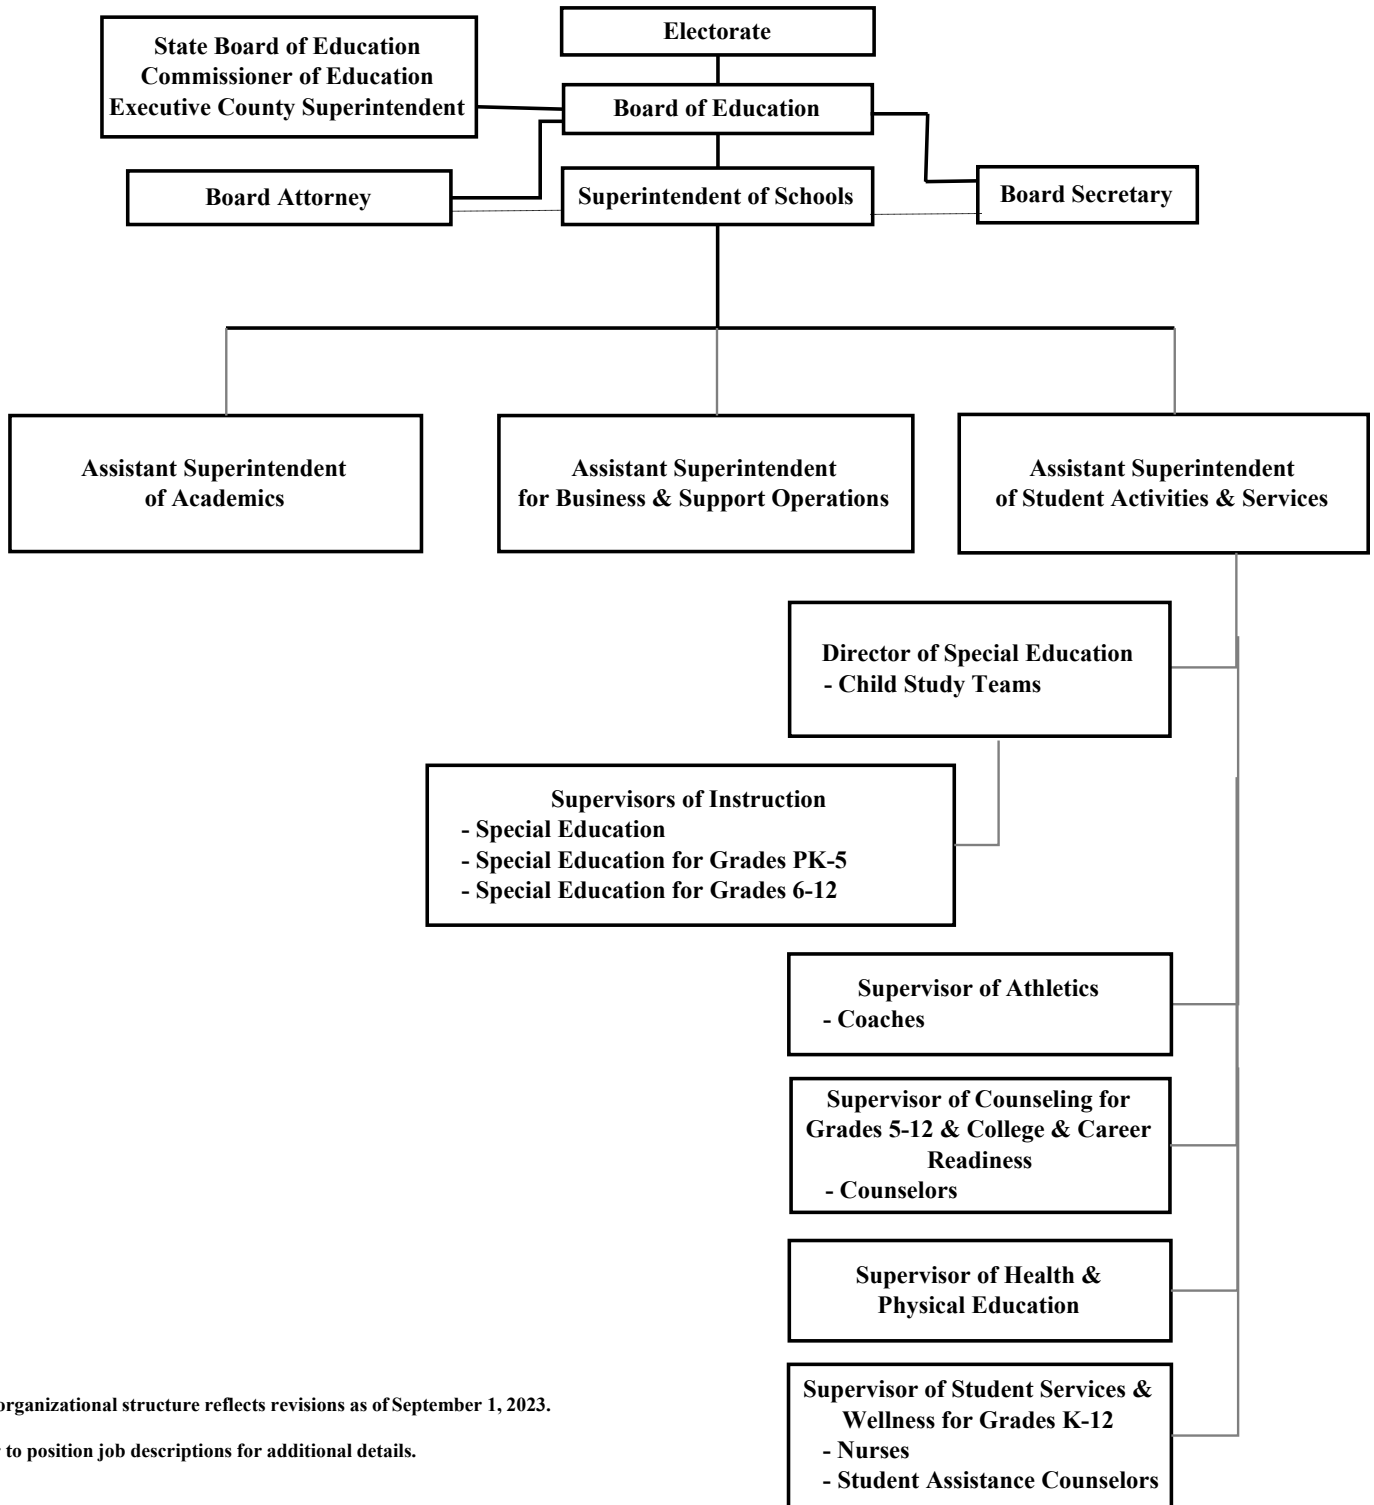 Electorate
State Board of Education
Commissioner of Education
Executive County Superintendent
Board of Education
Board Attorney
Superintendent of Schools
Board Secretary
Assistant Superintendent
of Academics
Assistant Superintendent
for Business & Support Operations
Assistant Superintendent
of Student Activities & Services
Director of Special Education
- Child Study Teams
Supervisors of Instruction
- Special Education
- Special Education for Grades PK-5
- Special Education for Grades 6-12
Supervisor of Athletics
- Coaches
Supervisor of Counseling for
Grades 5-12 & College & Career
Readiness
- Counselors
Supervisor of Health &
Physical Education
Supervisor of Student Services &
Wellness for Grades K-12
- Nurses
- Student Assistance Counselors
organizational structure reflects revisions as of September 1, 2023.
to position job descriptions for additional details.